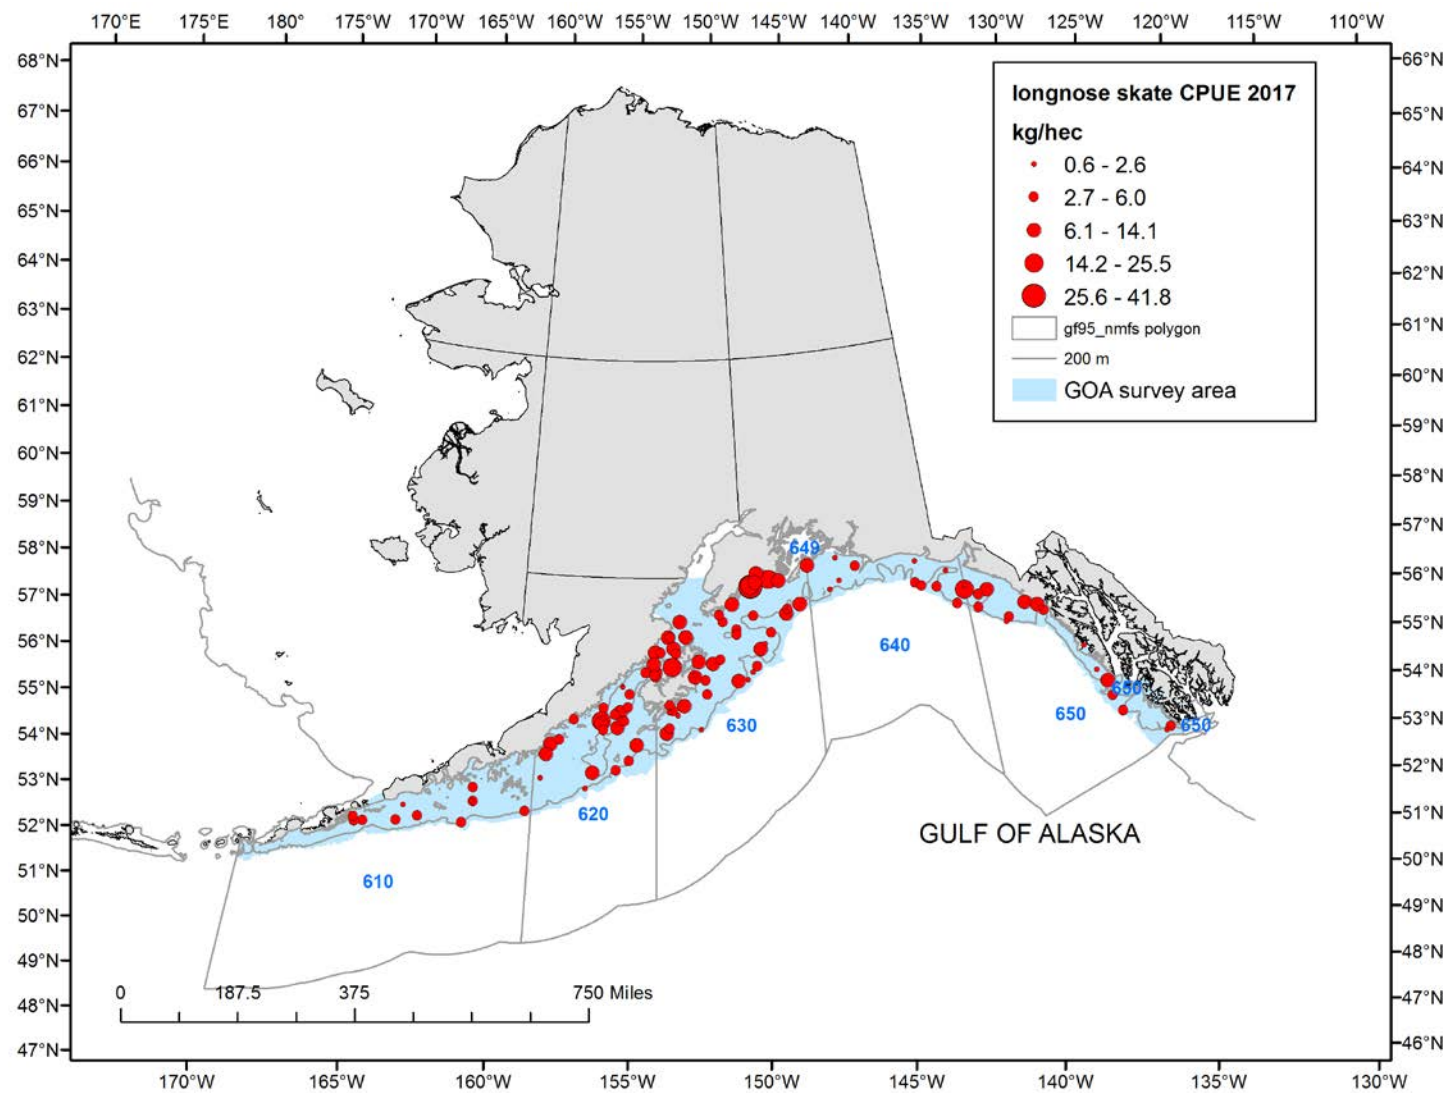 170°E 175°E 180° 175°W 170°W 165°W 160°W 155°W 150°W 145°W 140°W 135°W 130°W 125°W 120°W 115°W 110°W
68°N 66°N
67°N 65°N
66°N 64°N
65°N 63°N
64°N 62°N
63°N 61°N
62°N 60°N
61°N 59°N
60°N 58°N
59°N 57°N
58°N 56°N
57°N 55°N
56°N 54°N
55°N 53°N
54°N 52°N
53°N 51°N
52°N 50°N
51°N 49°N
50°N 48°N
49°N 47°N
48°N 46°N
47°N
longnose skate CPUE 2017
kg/hec
0.6 - 2.6
2.7 - 6.0
6.1 - 14.1
14.2 - 25.5
25.6 - 41.8
gf95_nmfs polygon
200 m
GOA survey area
649
640
650
650
630
650
620
GULF OF ALASKA
610
0 187.5 375 750 Miles
170°W 165°W 160°W 155°W 150°W 145°W 140°W 135°W 130°W